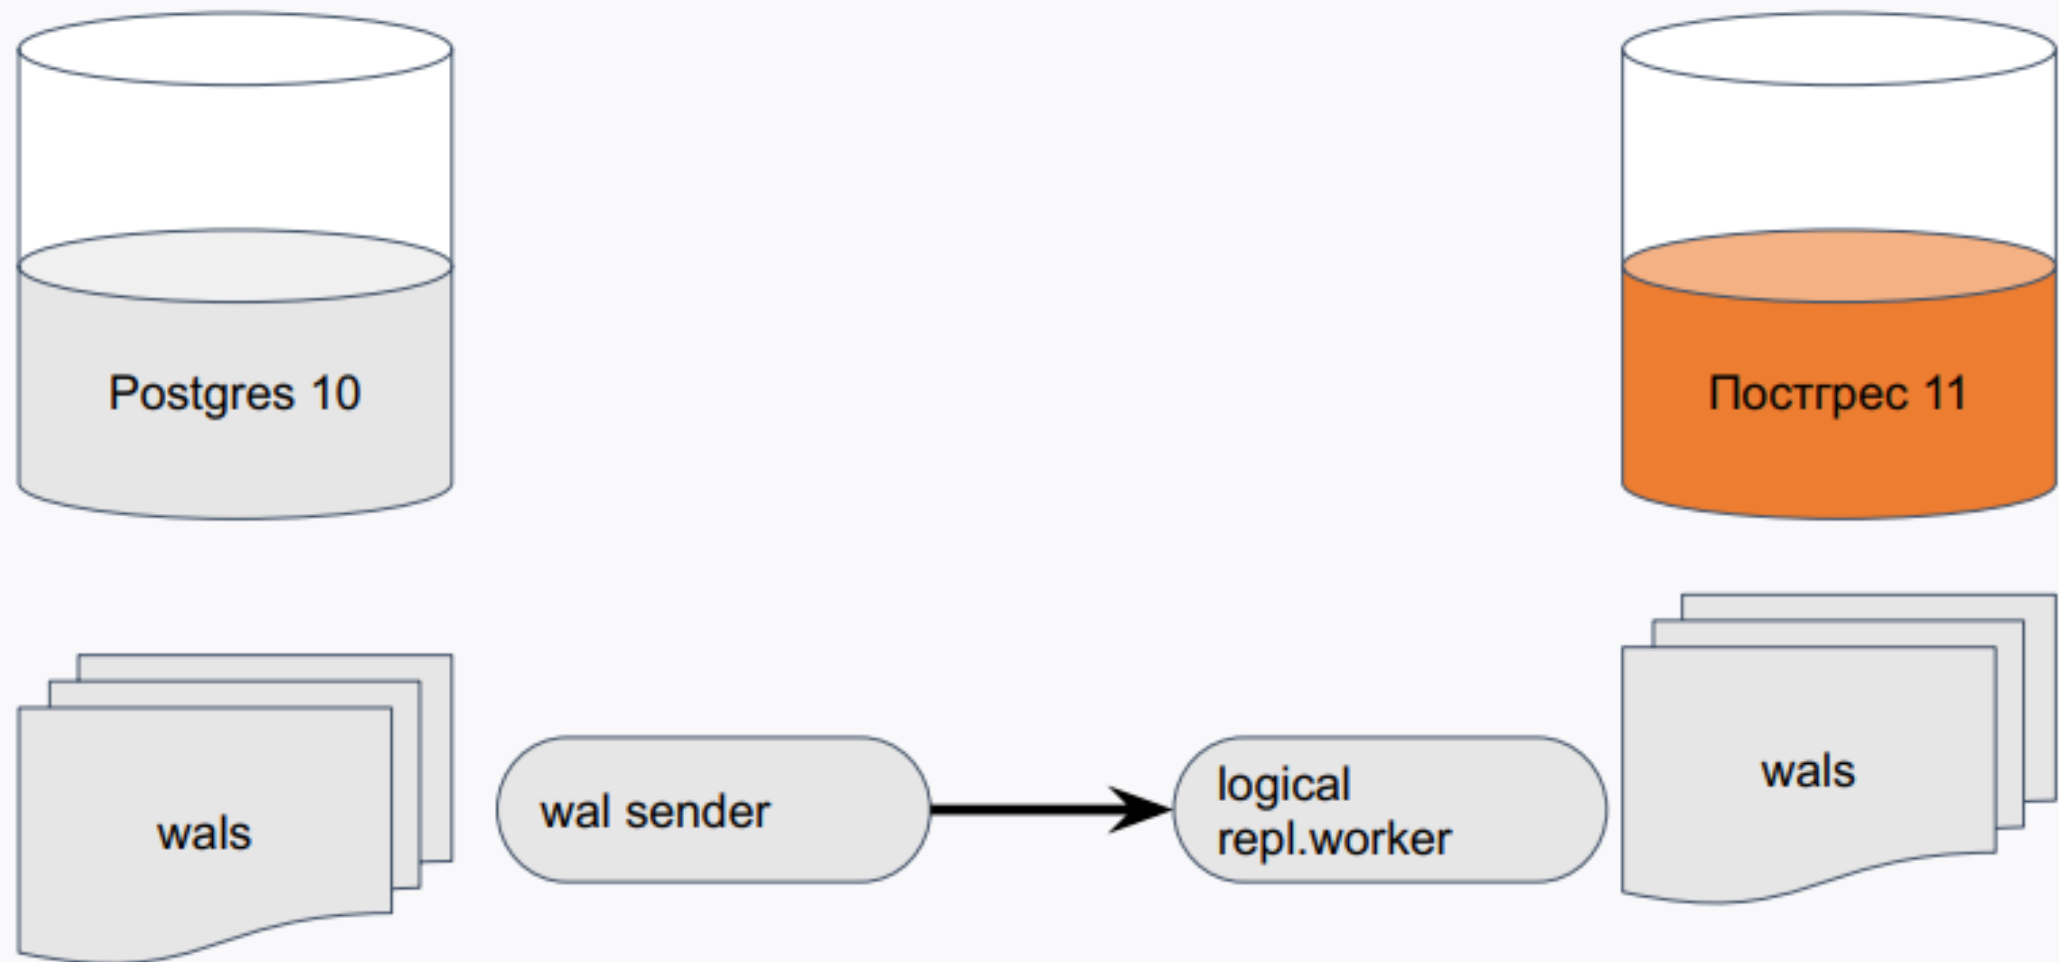 Postgres 10
Постгрес 11
wals
wal sender
logical
repl.worker
wals